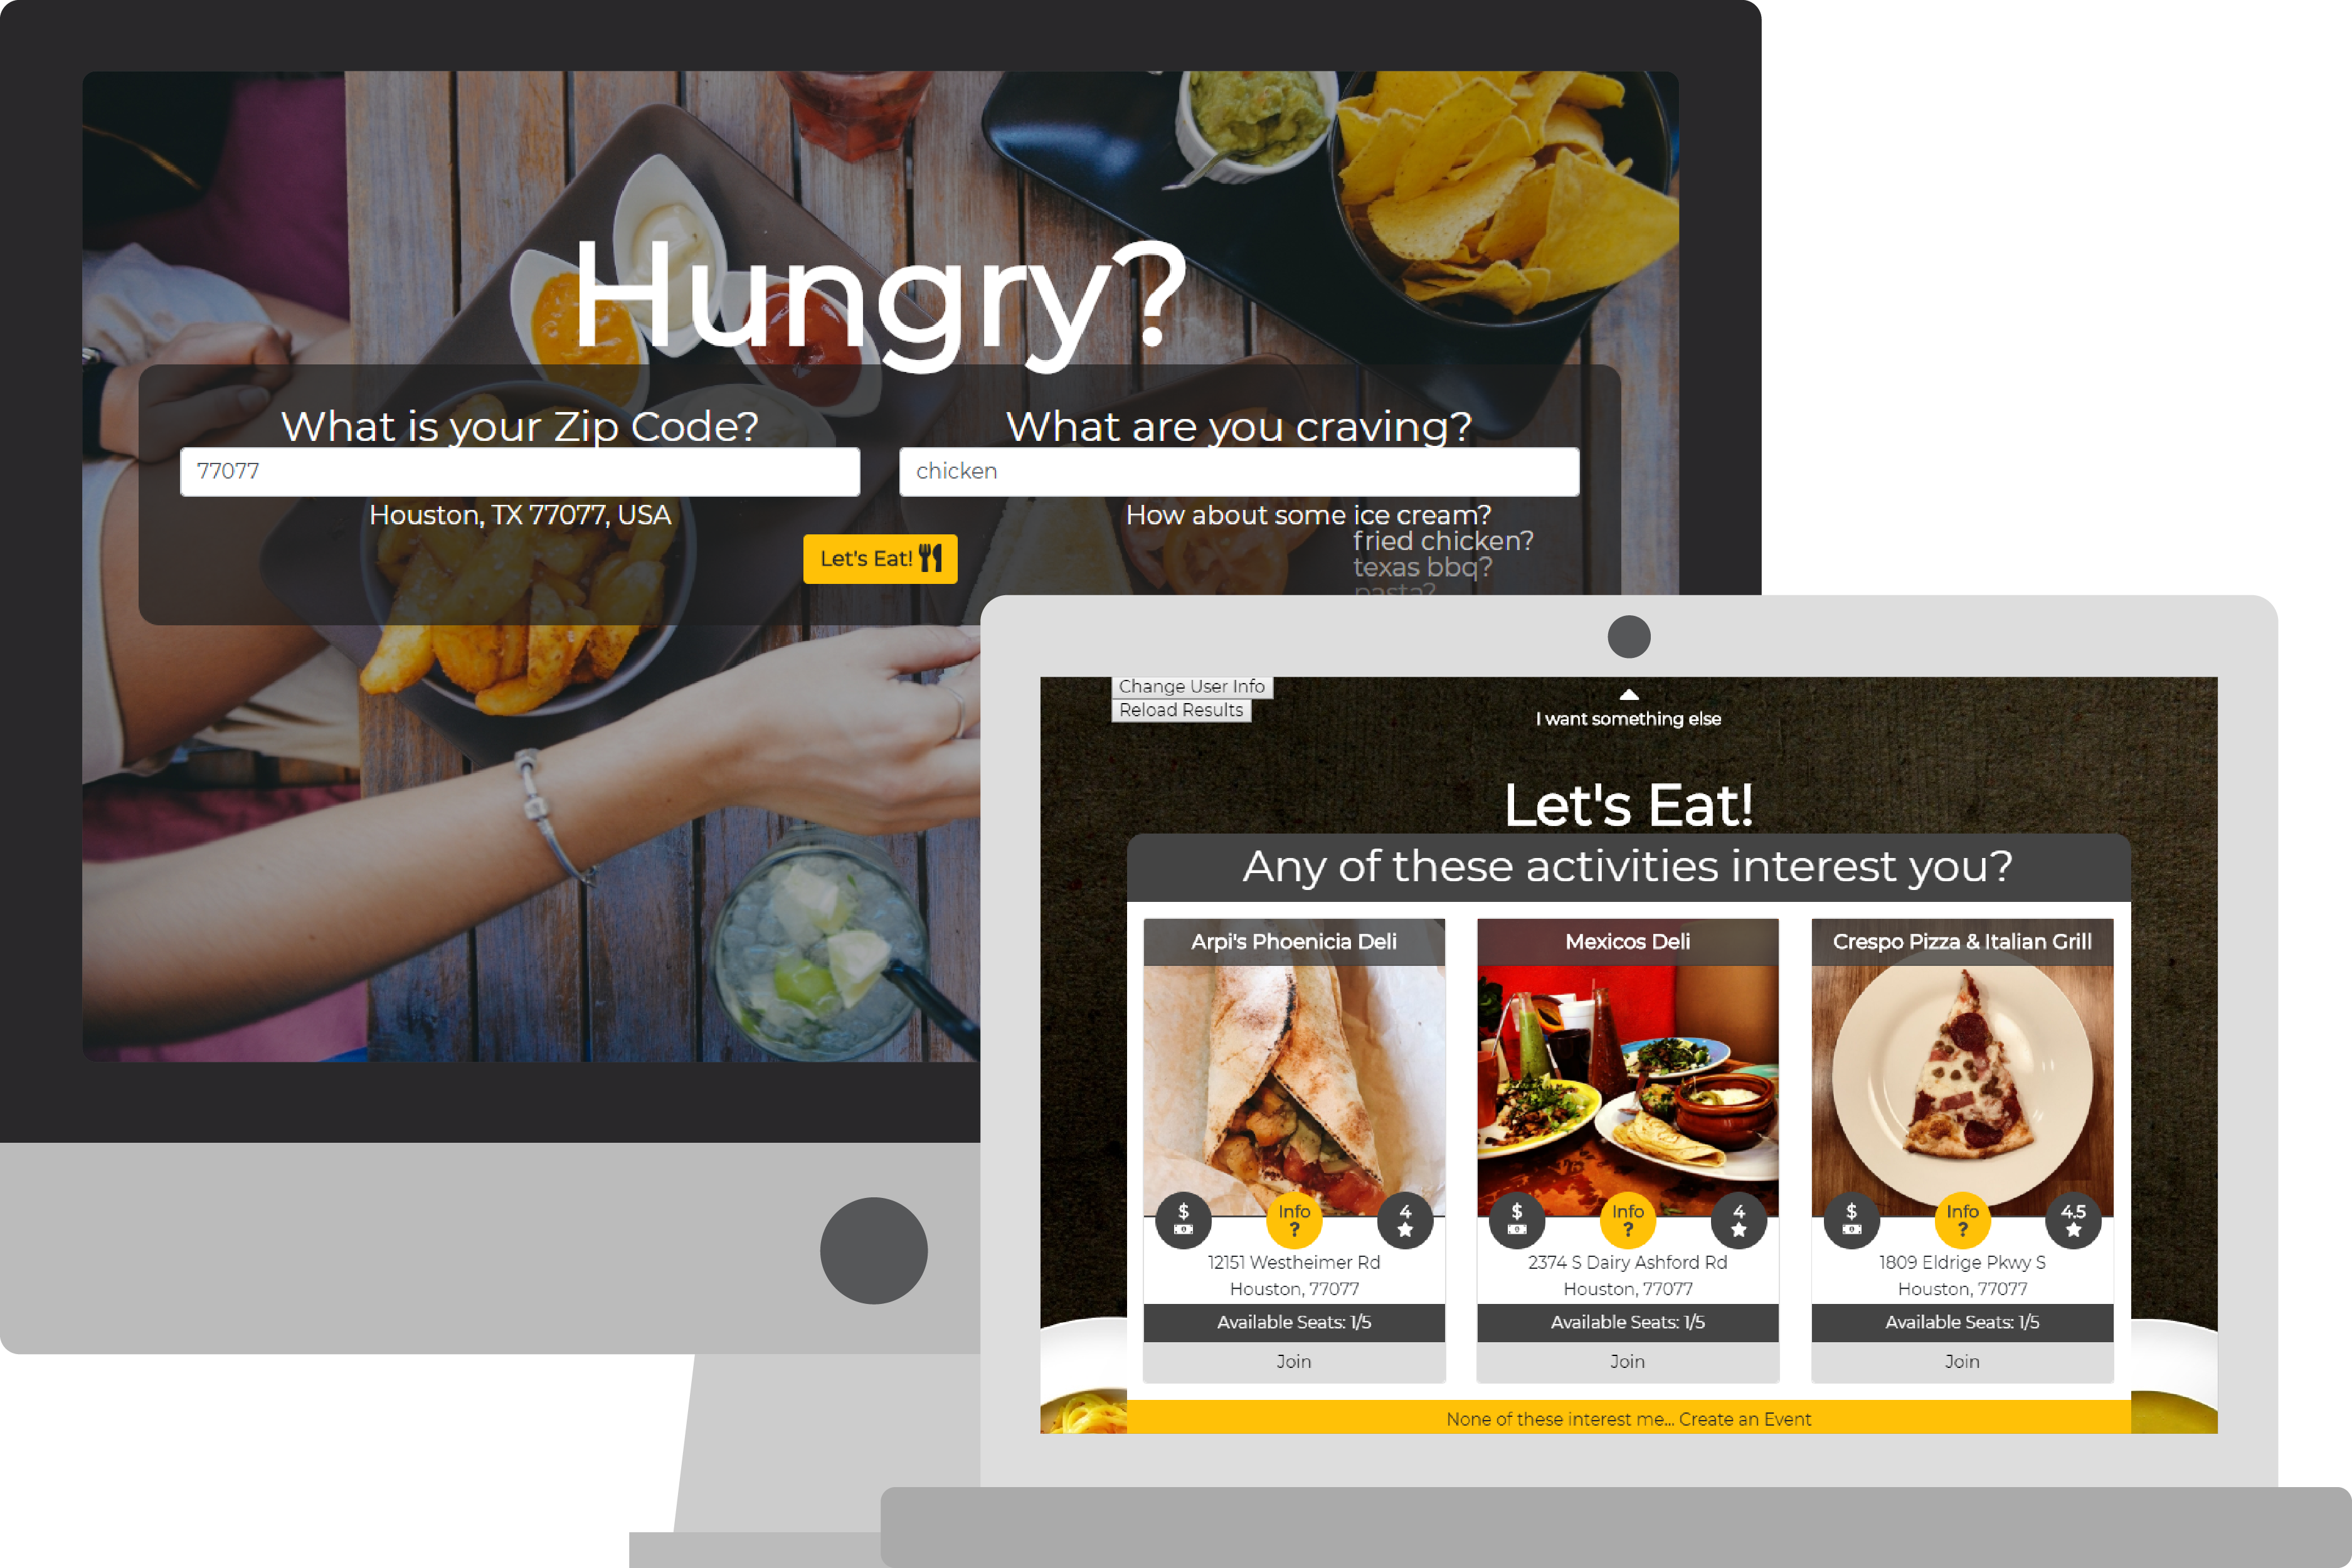 Hungry?
What is your Zip Code?
77077
Houston, TX 77077, USA
What are you craving?
chicken
How about some ice cream?
fried chicken?
texas bbq?
pasta?
Let's Eat!
Change User Info
Reload Results
I want something else
Let's Eat!
Any of these activities interest you?
Arpi's Phoenicia Deli
$
Info
?
4
12151 Westheimer Rd
Houston, 77077
Available Seats: 1/5
Join
Mexicos Deli
$
Info
?
4
2374 S Dairy Ashford Rd
Houston, 77077
Available Seats: 1/5
Join
Crespo Pizza & Italian Grill
$
Info
?
4.5
1809 Eldrige Pkwy S
Houston, 77077
Available Seats: 1/5
Join
None of these interest me... Create an Event